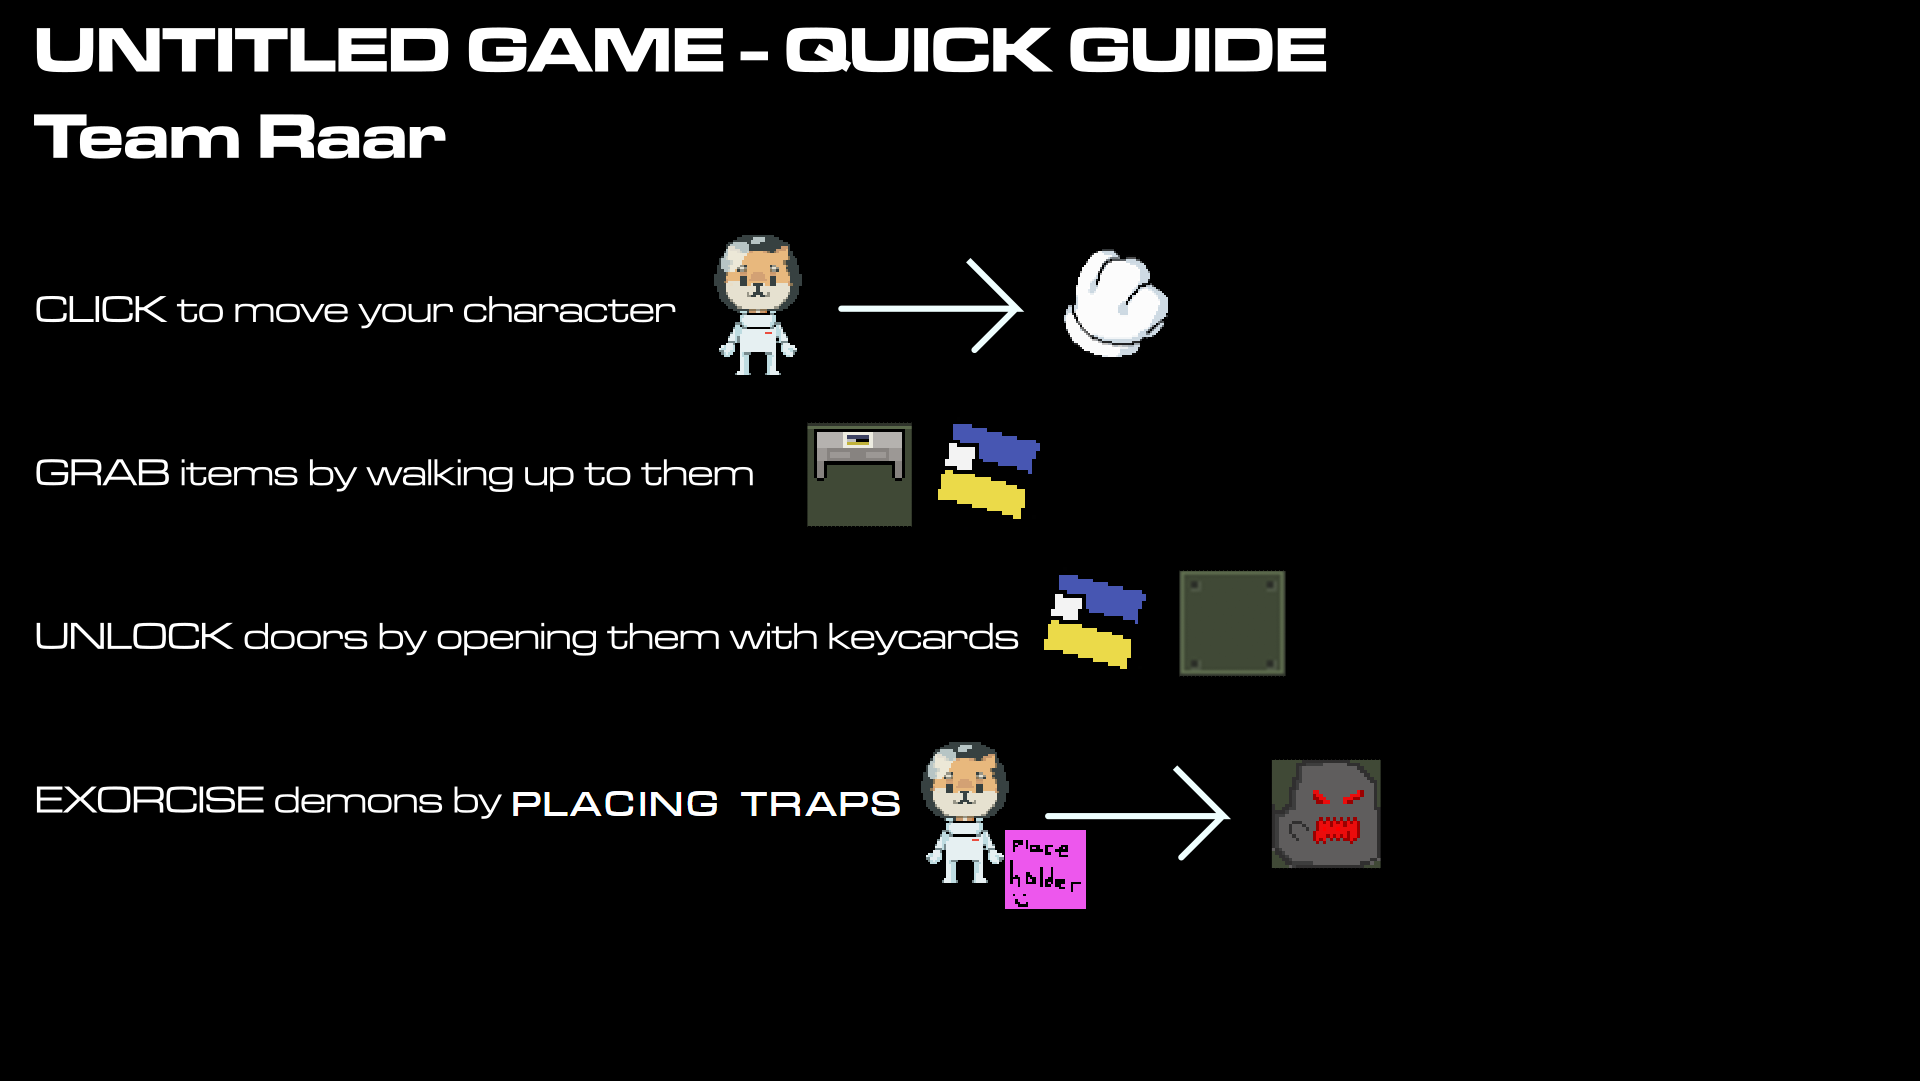 UNTITLED GAME - QUICK GUIDE
Team Raar
CLICK to move your character
GRAB items by walking up to them
UNLOCK doors by opening them with keycards
EXORCISE demons by PLACING TRAPS
Place
holder